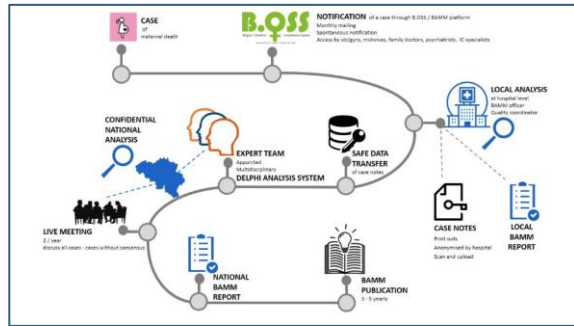 CASE
of
maternal death
B.OSS
NOTIFICATION of a case through B.OSS / BAMM platform
Monthly mailing
Spontaneous notification
Access by ob/gyns, midwives, family doctors, psychiatrists, IC specialists
LOCAL ANALYSIS
at hospital level
BAMM officer
Quality coordinator
CONFIDENTIAL
NATIONAL
ANALYSIS
EXPERT TEAM
Appointed
Multidisciplinary
DELPHI ANALYSIS SYSTEM
SAFE DATA
TRANSFER
of case notes
LIVE MEETING
2 / year
discuss all cases - cases without consensus
CASE NOTES
Print outs
Anonymised by hospital
Scan and upload
LOCAL
BAMM
REPORT
NATIONAL
BAMM
REPORT
BAMM
PUBLICATION
3 - 5 yearly